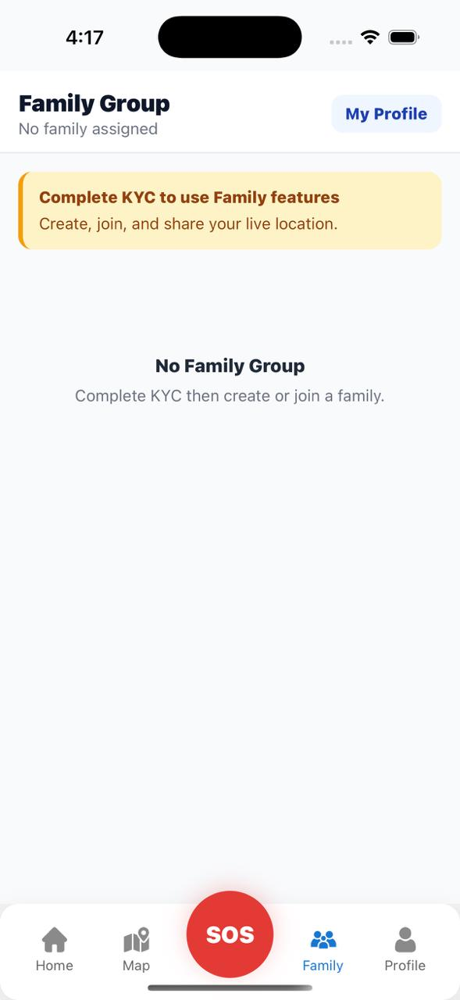 4:17
Family Group
No family assigned
My Profile
Complete KYC to use Family features
Create, join, and share your live location.
No Family Group
Complete KYC then create or join a family.
Home
Map
SOS
Family
Profile